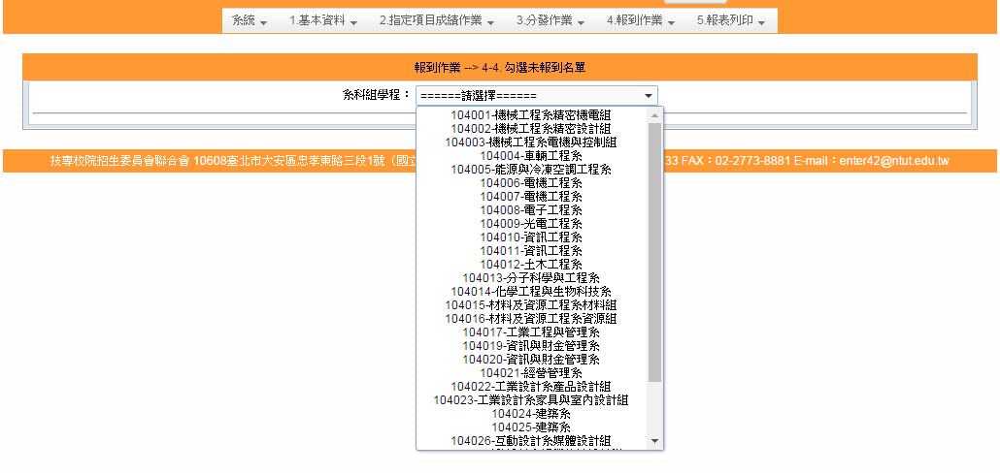 系統 1.基本資料 2.指定項目成績作業 3.分發作業 4.報到作業 5.報表列印
報到作業 --> 4-4. 勾選未報到名單
系科組學程：
======請選擇======
104001-機械工程系精密機電組
104002-機械工程系精密設計組
104003-機械工程系電機與控制組
104004-車輛工程系
104005-能源與冷凍空調工程系
104006-電機工程系
104007-電機工程系
104008-電子工程系
104009-光電工程系
104010-資訊工程系
104011-資訊工程系
104012-土木工程系
104013-分子科學與工程系
104014-化學工程與生物科技系
104015-材料及資源工程系材料組
104016-材料及資源工程系資源組
104017-工業工程與管理系
104019-資訊與財金管理系
104020-資訊與財金管理系
104021-經營管理系
104022-工業設計系產品設計組
104023-工業設計系家具與室內設計組
104024-建築系
104025-建築系
104026-互動設計系媒體設計組
技專校院招生委員會聯合會 10608臺北市大安區忠孝東路三段1號（國立
33 FAX：02-2773-8881 E-mail：enter42@ntut.edu.tw